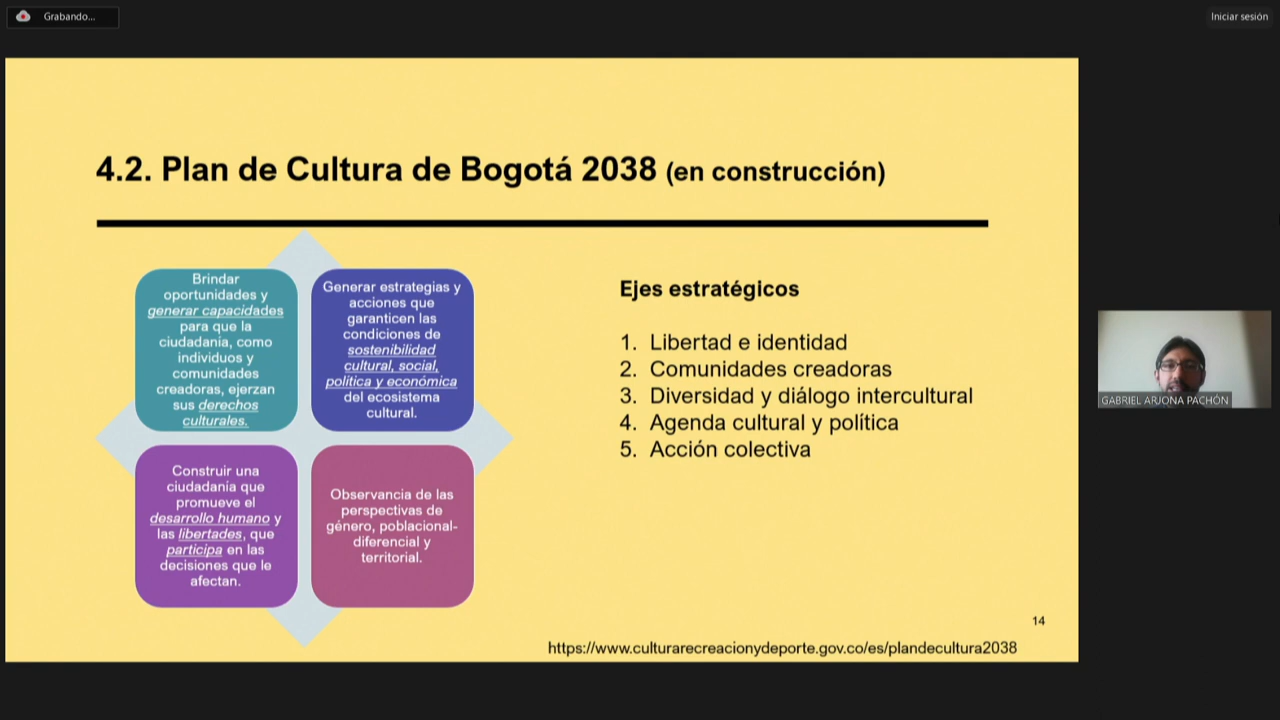 Grabando...
Iniciar sesión
4.2. Plan de Cultura de Bogotá 2038 (en construcción)
Brindar
oportunidades y
generar capacidades
para que la
ciudadanía, como
individuos y
comunidades
creadoras, ejerzan
sus derechos
culturales.
Generar estrategias y
acciones que
garanticen las
condiciones de
sostenibilidad
cultural, social,
política y económica
del ecosistema
cultural.
Construir una
ciudadanía que
promueve el
desarrollo humano y
las libertades, que
participa en las
decisiones que le
afectan.
Observancia de las
perspectivas de
género, poblacional-
diferencial y
territorial.
Ejes estratégicos
1. Libertad e identidad
2. Comunidades creadoras
3. Diversidad y diálogo intercultural
4. Agenda cultural y política
5. Acción colectiva
GABRIEL ARJONA PACHÓN
14
https://www.culturarecreacionydeporte.gov.co/es/plandecultura2038